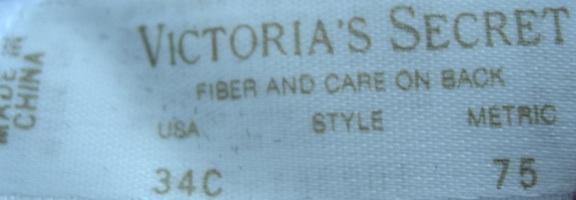 VICTORIA'S SECRET
FIBER AND CARE ON BACK
USA STYLE METRIC
34C 75
MADE IN
CHINA